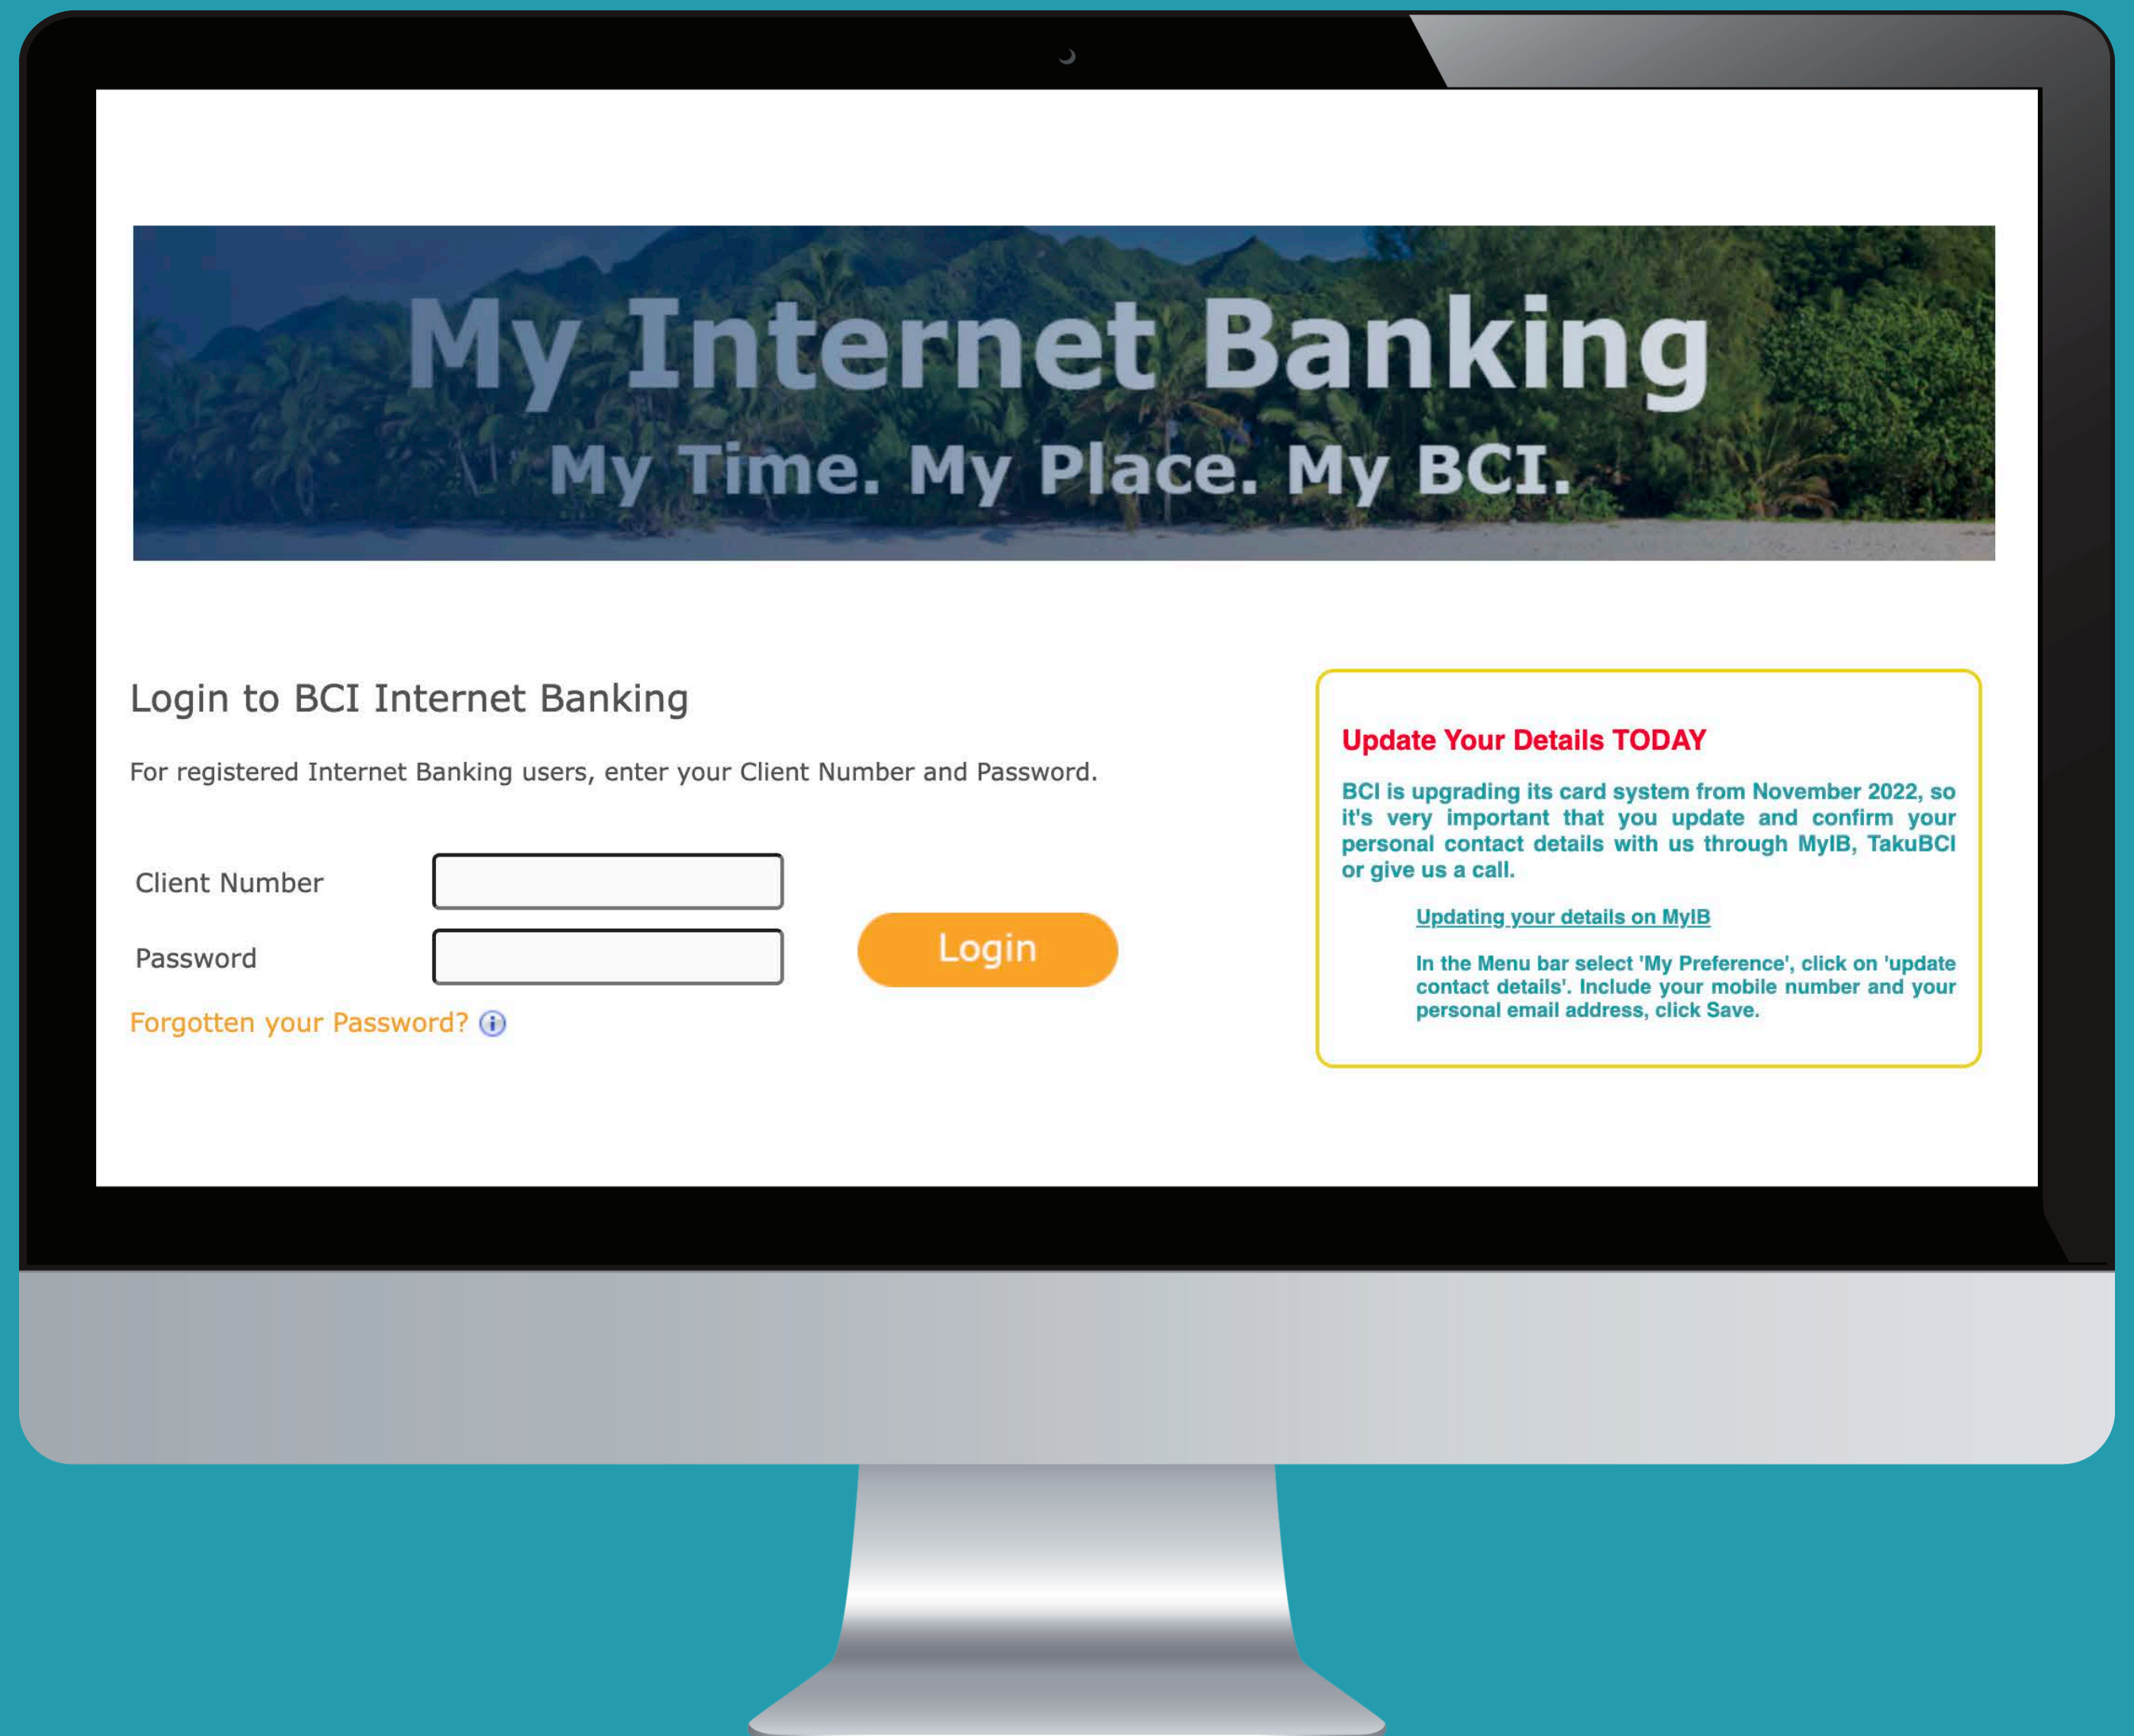 My Internet Banking
My Time. My Place. My BCI.
Login to BCI Internet Banking
For registered Internet Banking users, enter your Client Number and Password.
Client Number
Password
Login
Forgotten your Password?
Update Your Details TODAY
BCI is upgrading its card system from November 2022, so
it's very important that you update and confirm your
personal contact details with us through MyIB, TakuBCI
or give us a call.
Updating your details on MyIB
In the Menu bar select 'My Preference', click on 'update
contact details'. Include your mobile number and your
personal email address, click Save.